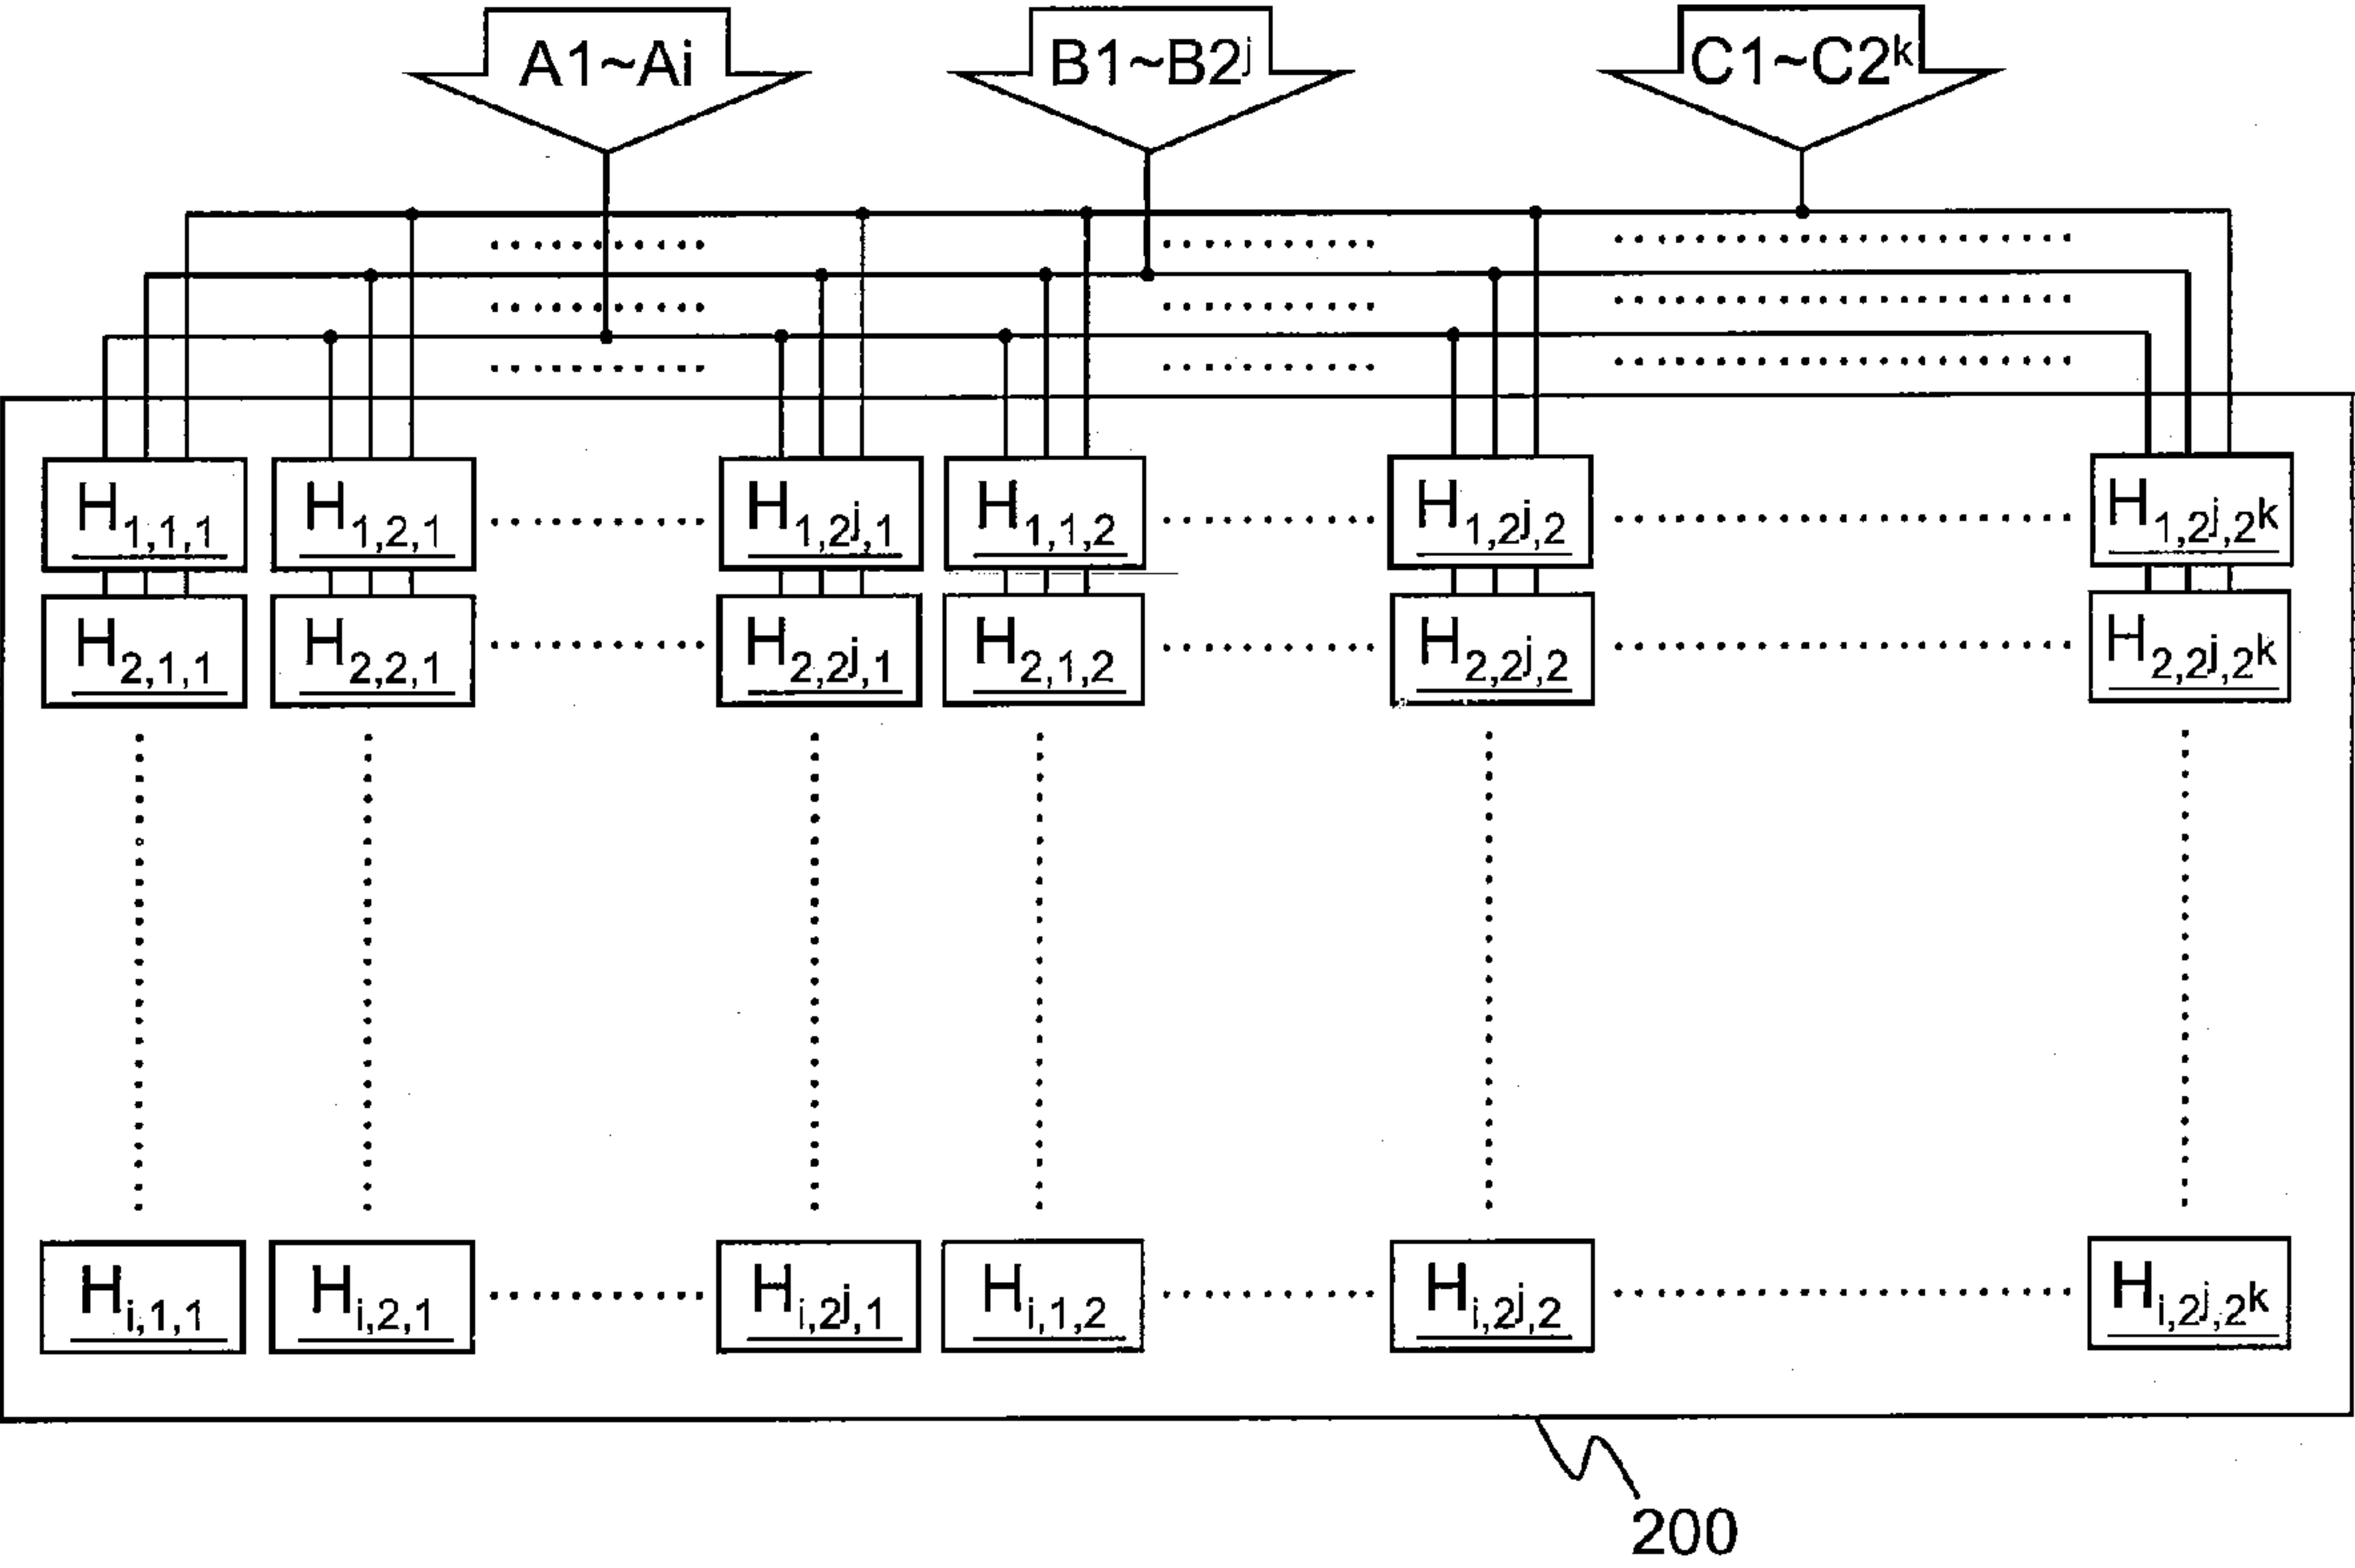 A1~Ai B1~B2ʲ C1~C2ᵏ
H1,1,1 H1,2,1 H1,2ʲ,1 H1,1,2 H1,2ʲ,2 H1,2ʲ,2ᵏ
H2,1,1 H2,2,1 H2,2ʲ,1 H2,1,2 H2,2ʲ,2 H2,2ʲ,2ᵏ
Hi,1,1 Hi,2,1 Hi,2ʲ,1 Hi,1,2 Hi,2ʲ,2 Hi,2ʲ,2ᵏ
200